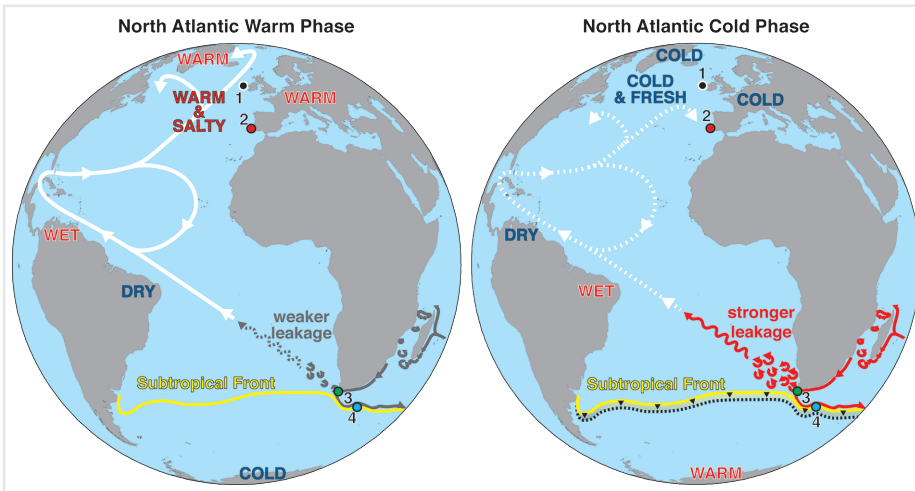 North Atlantic Warm Phase
WARM
1
WARM
&
SALTY
WARM
2
WET
DRY
weaker
leakage
Subtropical Front
3
4
COLD
North Atlantic Cold Phase
COLD
1
COLD
& FRESH
COLD
2
DRY
WET
stronger
leakage
Subtropical Front
3
4
WARM